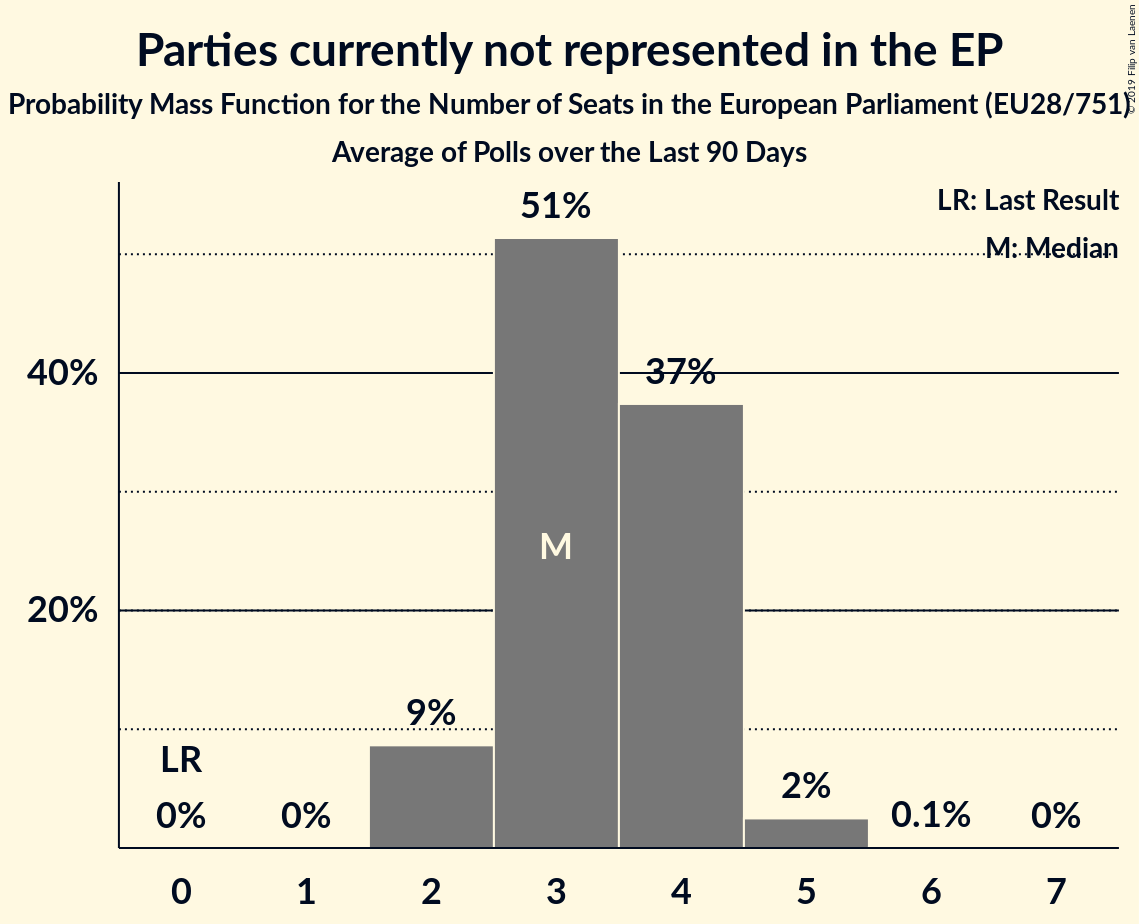 Parties currently not represented in the EP
Probability Mass Function for the Number of Seats in the European Parliament (EU28/751)
Average of Polls over the Last 90 Days
© 2019 Filip van Laenen
LR: Last Result
M: Median
51%
40%
37%
M
20%
9%
LR
0%
0%
2%
0.1%
0%
0 1 2 3 4 5 6 7